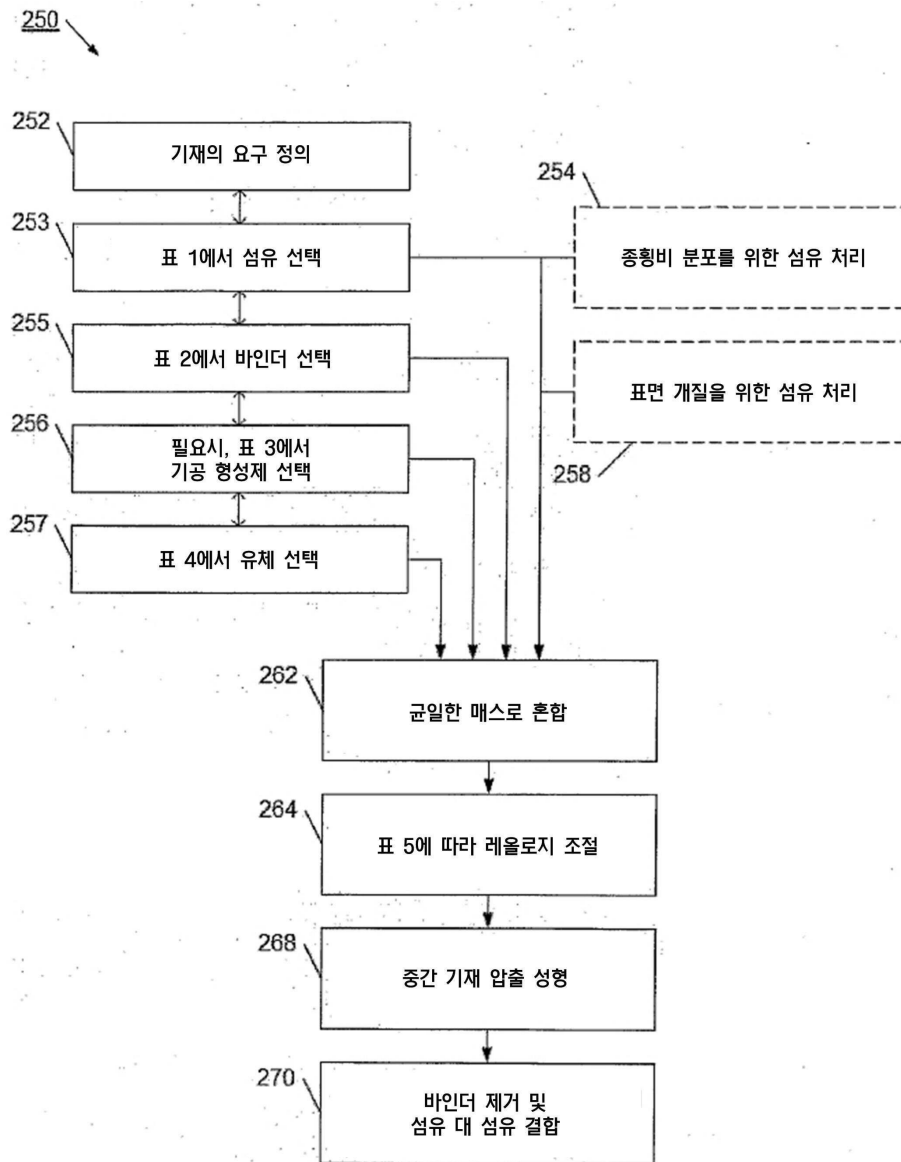 250
252
기재의 요구 정의
254
253
표 1에서 섬유 선택
종횡비 분포를 위한 섬유 처리
255
표 2에서 바인더 선택
표면 개질을 위한 섬유 처리
256
필요시, 표 3에서
기공 형성제 선택
258
257
표 4에서 유체 선택
262
균일한 매스로 혼합
264
표 5에 따라 레올로지 조절
268
중간 기재 압출 성형
270
바인더 제거 및
섬유 대 섬유 결합